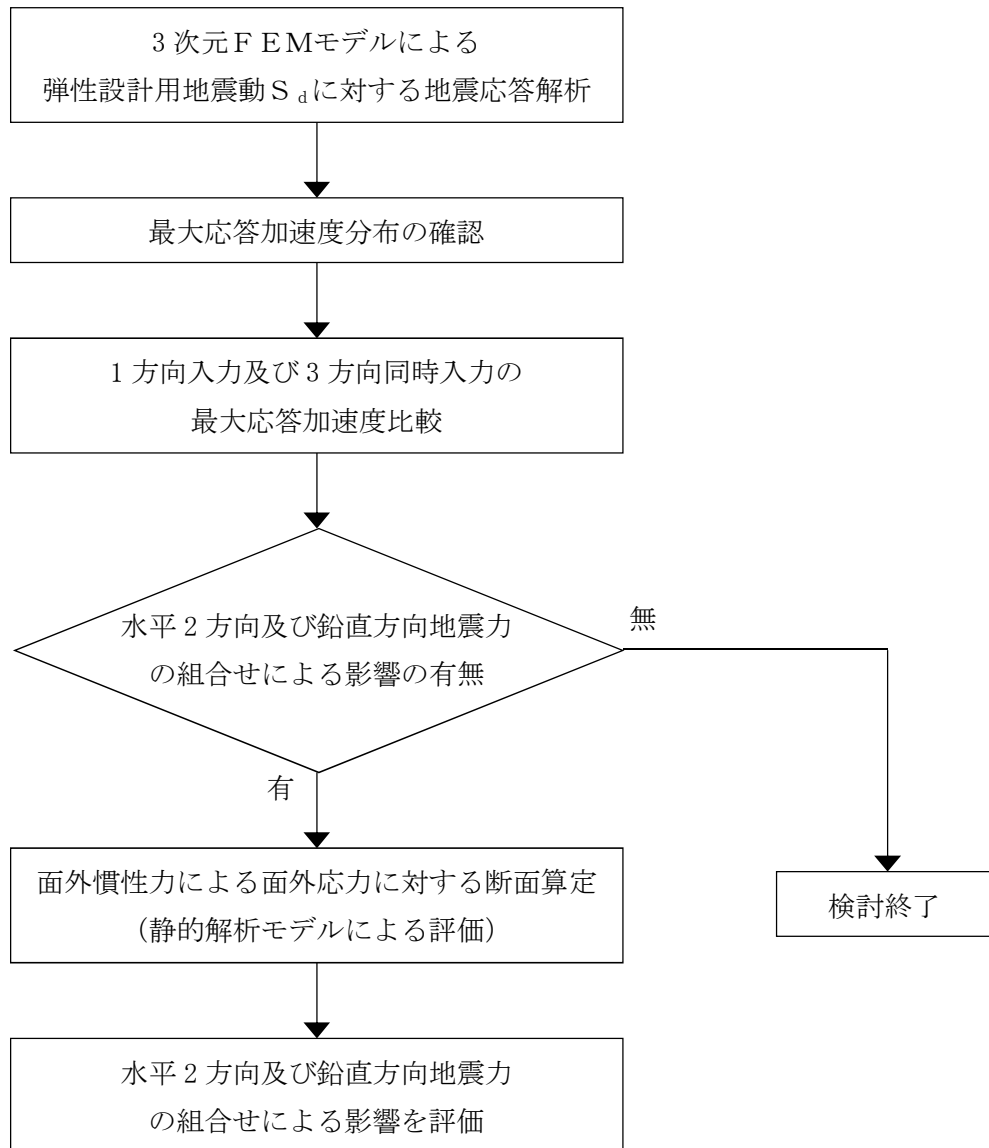 3次元FEMモデルによる
弾性設計用地震動Sdに対する地震応答解析
最大応答加速度分布の確認
1方向入力及び3方向同時入力の
最大応答加速度比較
水平2方向及び鉛直方向地震力
の組合せによる影響の有無
無
有
面外慣性力による面外応力に対する断面算定
(静的解析モデルによる評価)
検討終了
水平2方向及び鉛直方向地震力
の組合せによる影響を評価